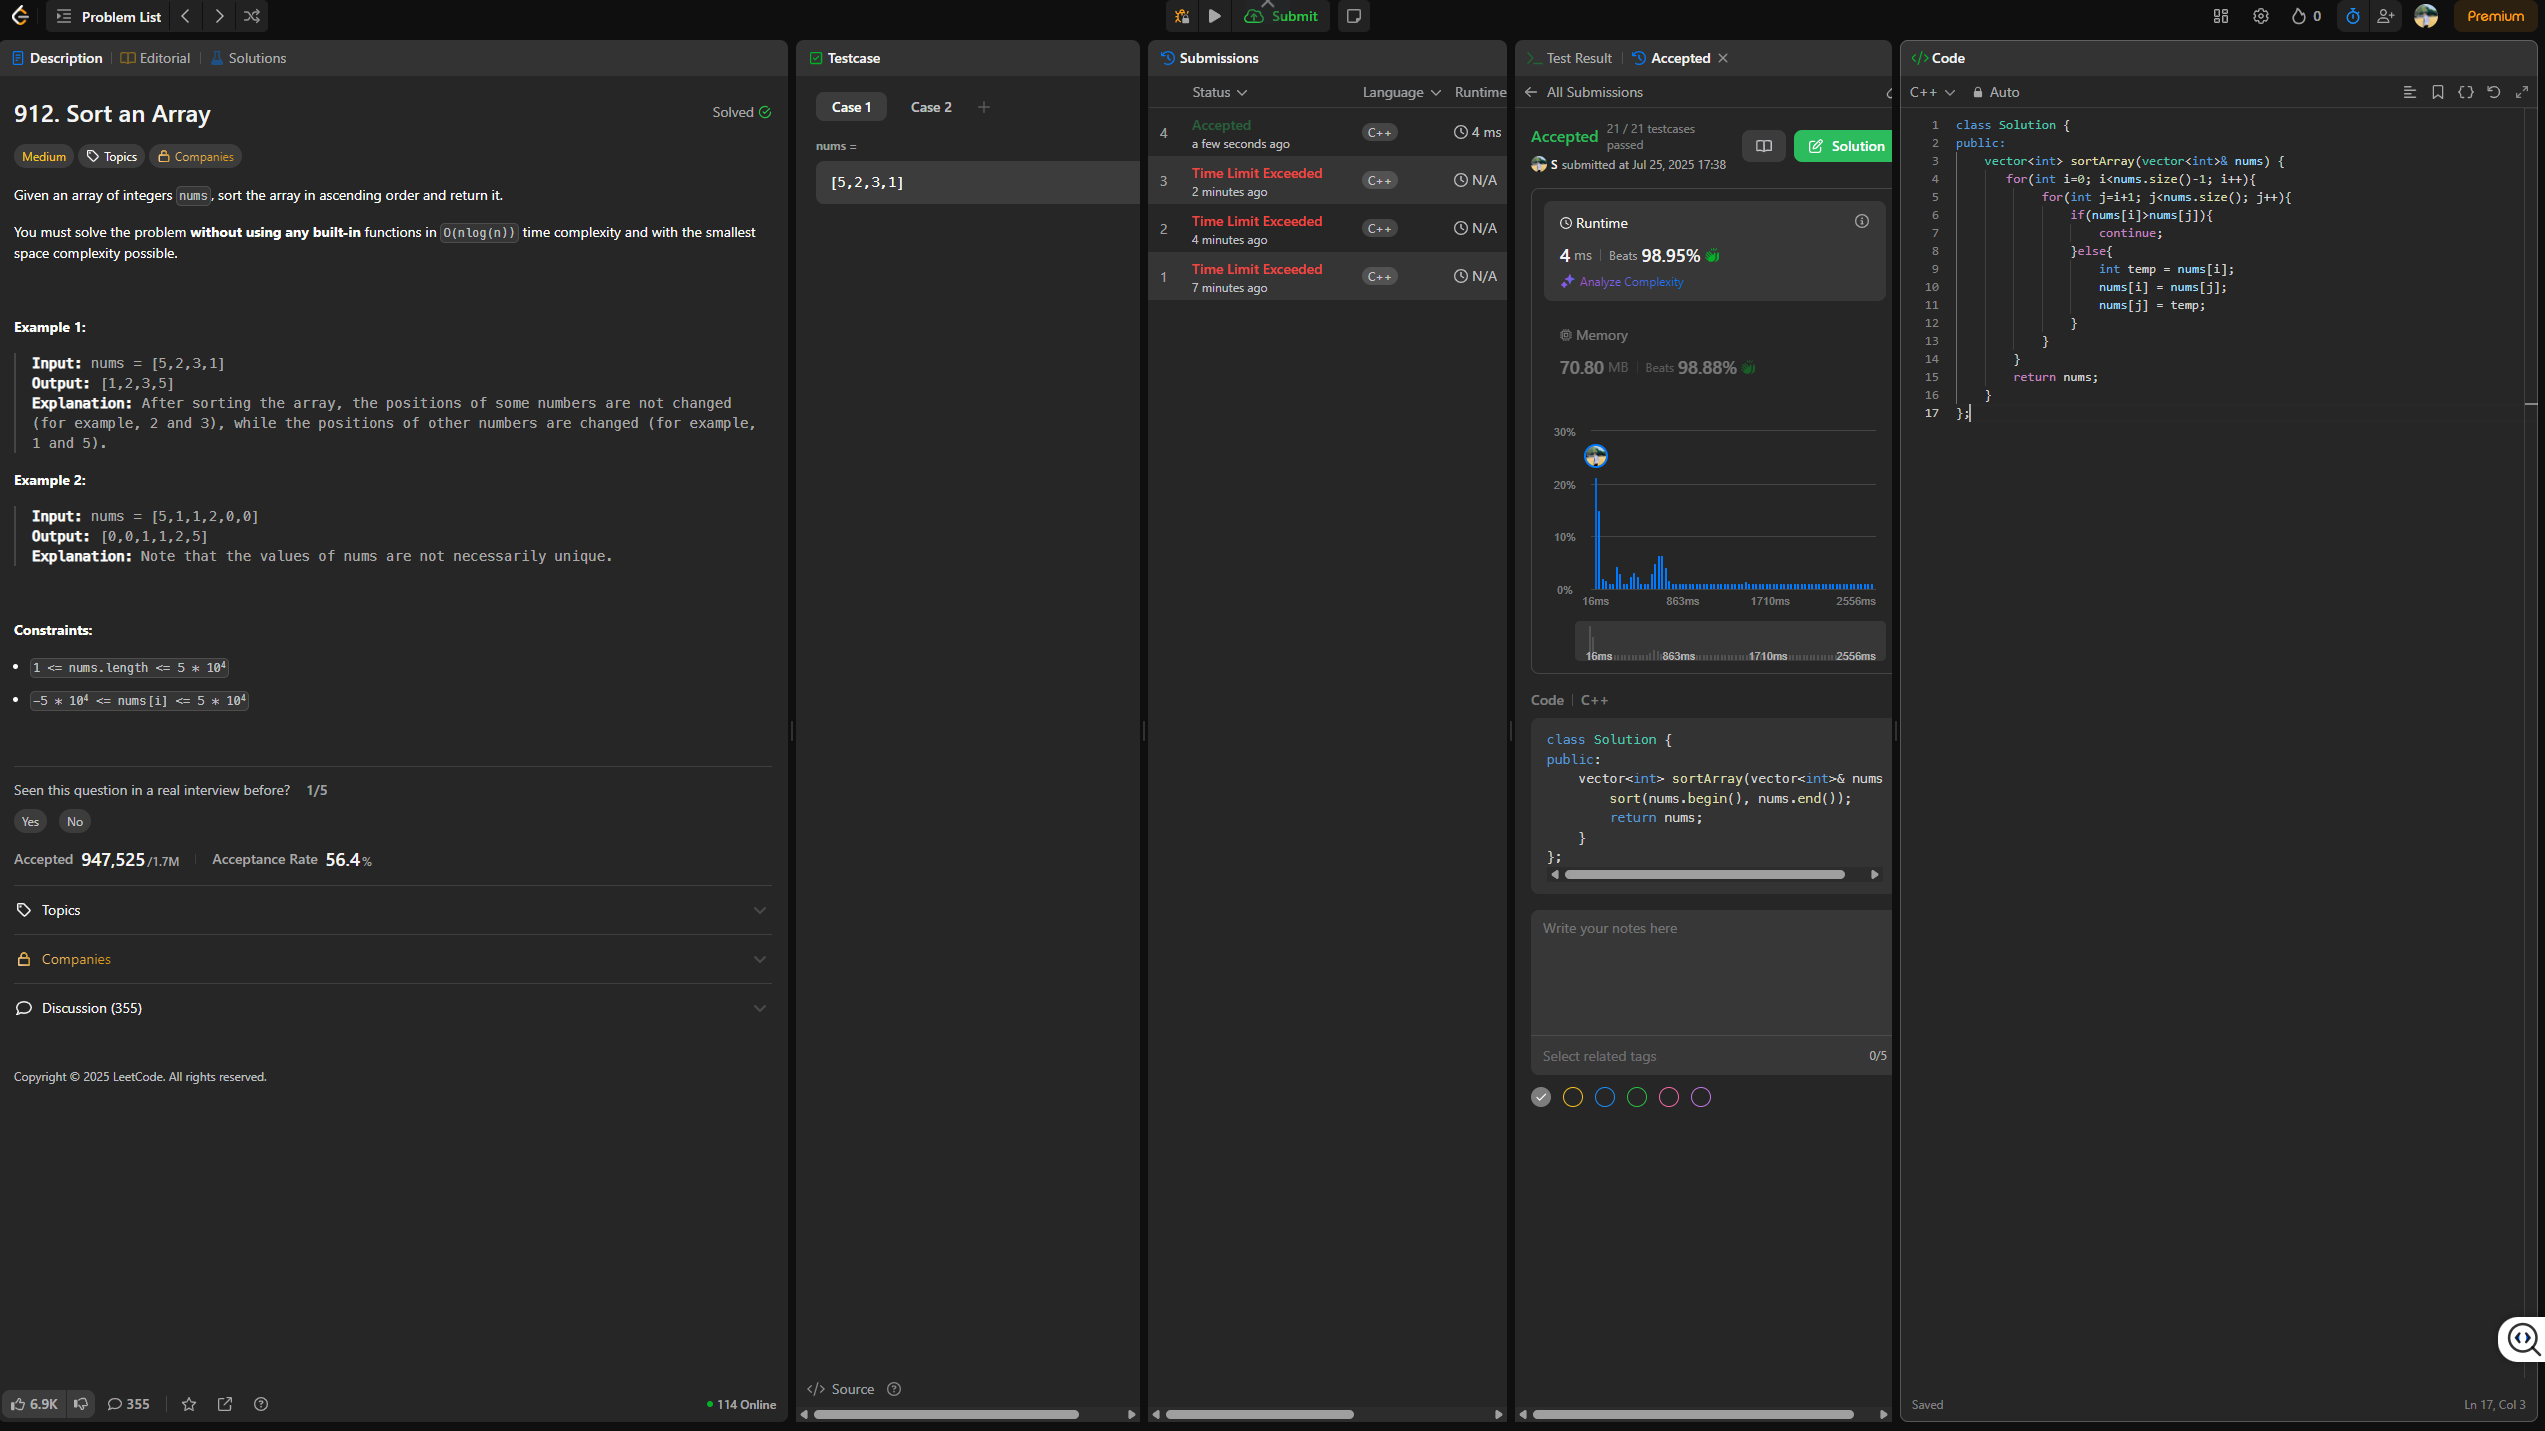 Problem List
Submit
0
Premium
Description
Editorial
Solutions
912. Sort an Array
Solved
Medium
Topics
Companies
Given an array of integers nums, sort the array in ascending order and return it.
You must solve the problem without using any built-in functions in O(nlog(n)) time complexity and with the smallest
space complexity possible.
Example 1:
Input: nums = [5,2,3,1]
Output: [1,2,3,5]
Explanation: After sorting the array, the positions of some numbers are not changed
(for example, 2 and 3), while the positions of other numbers are changed (for example,
1 and 5).
Example 2:
Input: nums = [5,1,1,2,0,0]
Output: [0,0,1,1,2,5]
Explanation: Note that the values of nums are not necessarily unique.
Constraints:
1 <= nums.length <= 5 * 10⁴
-5 * 10⁴ <= nums[i] <= 5 * 10⁴
Seen this question in a real interview before? 1/5
Yes No
Accepted 947,525/1.7M Acceptance Rate 56.4%
Topics
Companies
Discussion (355)
Copyright © 2025 LeetCode. All rights reserved.
6.9K 355 114 Online
Testcase
Case 1 Case 2
nums =
[5,2,3,1]
Source
Submissions
Status Language Runtime
4 Accepted C++ 4 ms
a few seconds ago
3 Time Limit Exceeded C++ N/A
2 minutes ago
2 Time Limit Exceeded C++ N/A
4 minutes ago
1 Time Limit Exceeded C++ N/A
7 minutes ago
Test Result Accepted
All Submissions
Accepted 21 / 21 testcases
passed
S submitted at Jul 25, 2025 17:38
Solution
Runtime
4 ms Beats 98.95%
Analyze Complexity
Memory
70.80 MB Beats 98.88%
30%
20%
10%
0%
16ms 863ms 1710ms 2556ms
16ms 863ms 1710ms 2556ms
Code C++
class Solution {
public:
vector<int> sortArray(vector<int>& nums
sort(nums.begin(), nums.end());
return nums;
}
};
Write your notes here
Select related tags 0/5
Code
C++ Auto
1 class Solution {
2 public:
3 vector<int> sortArray(vector<int>& nums) {
4 for(int i=0; i<nums.size()-1; i++){
5 for(int j=i+1; j<nums.size(); j++){
6 if(nums[i]>nums[j]){
7 continue;
8 }else{
9 int temp = nums[i];
10 nums[i] = nums[j];
11 nums[j] = temp;
12 }
13 }
14 }
15 return nums;
16 }
17 };
Saved Ln 17, Col 3